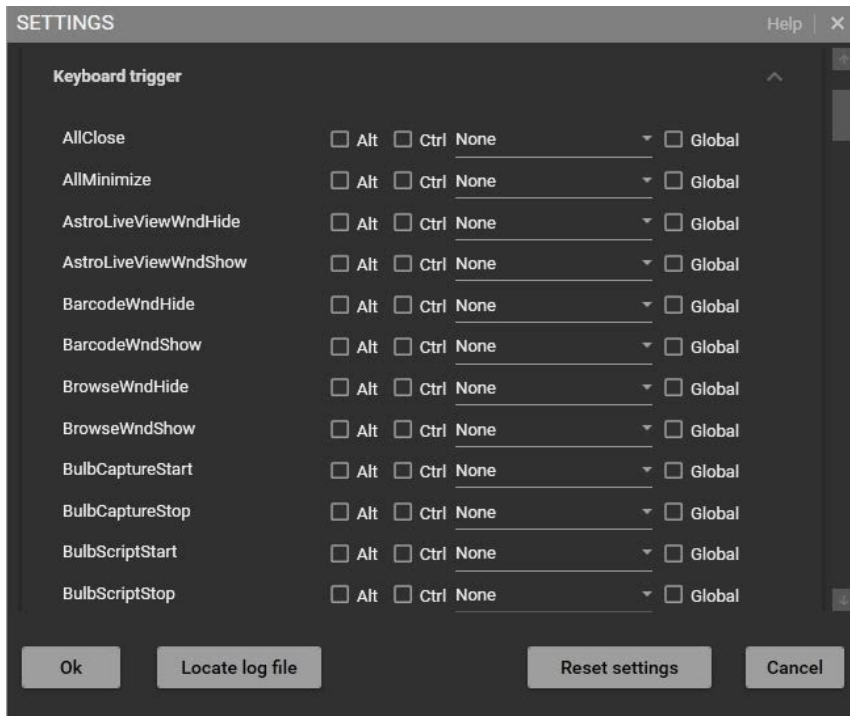 SETTINGS Help
Keyboard trigger
AllClose Alt Ctrl None Global
AllMinimize Alt Ctrl None Global
AstroLiveViewWndHide Alt Ctrl None Global
AstroLiveViewWndShow Alt Ctrl None Global
BarcodeWndHide Alt Ctrl None Global
BarcodeWndShow Alt Ctrl None Global
BrowseWndHide Alt Ctrl None Global
BrowseWndShow Alt Ctrl None Global
BulbCaptureStart Alt Ctrl None Global
BulbCaptureStop Alt Ctrl None Global
BulbScriptStart Alt Ctrl None Global
BulbScriptStop Alt Ctrl None Global
Ok Locate log file Reset settings Cancel